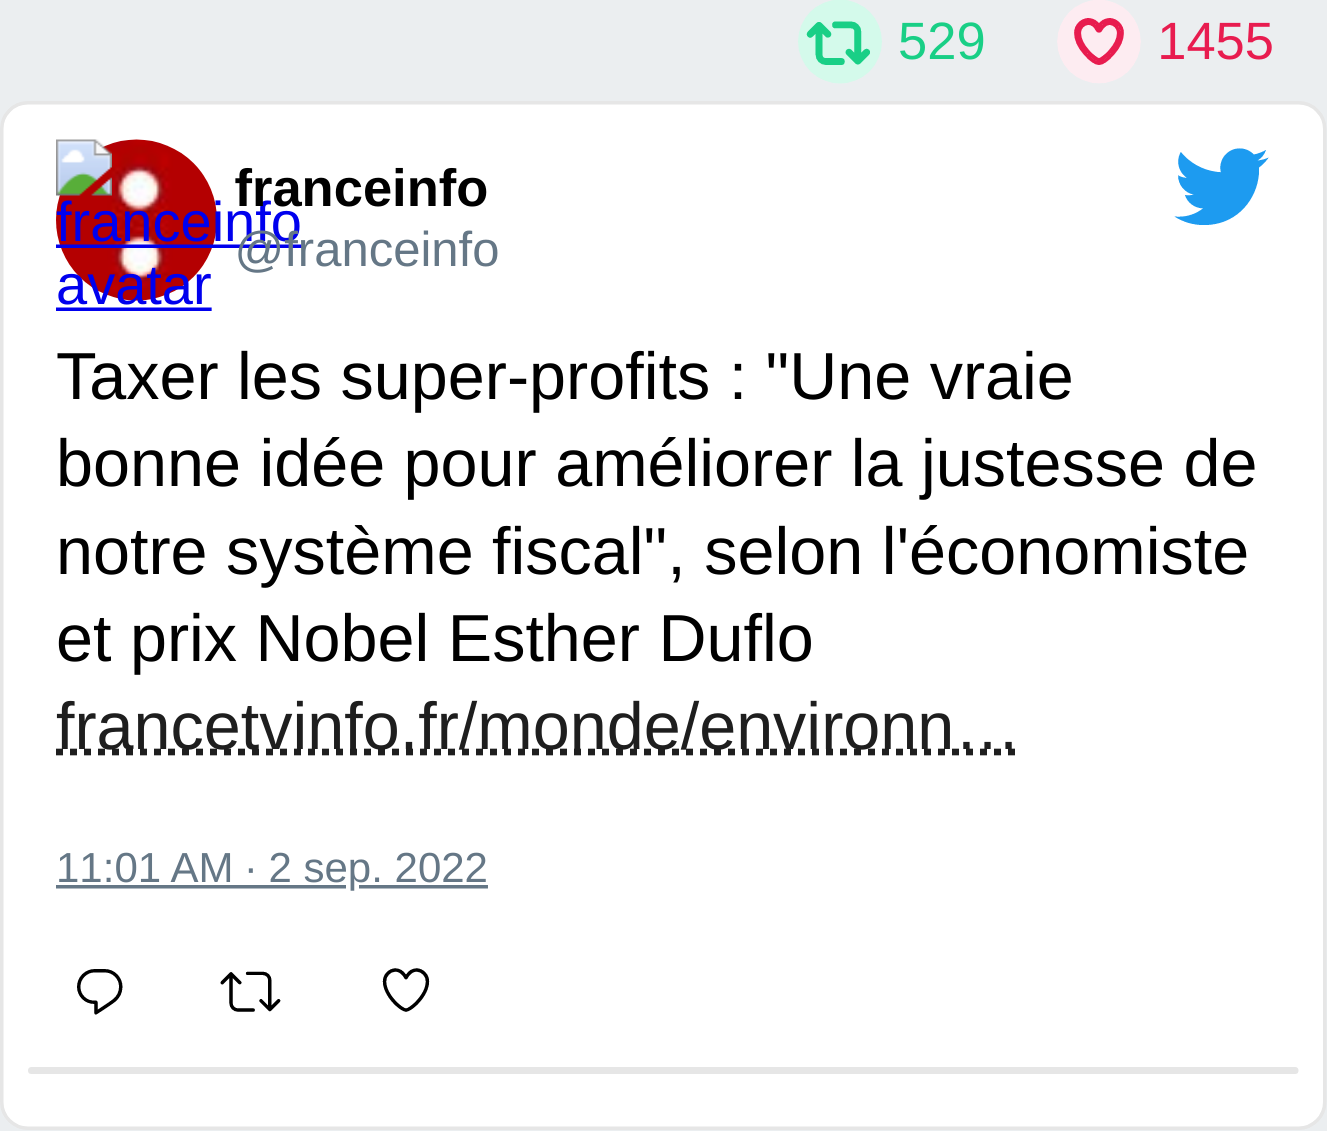 529 1455
franceinfo
franceinfo
@franceinfo
avatar
Taxer les super-profits : "Une vraie
bonne idée pour améliorer la justesse de
notre système fiscal", selon l'économiste
et prix Nobel Esther Duflo
francetvinfo.fr/monde/environn…
11:01 AM · 2 sep. 2022